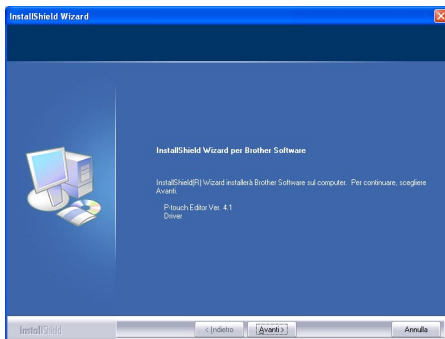 InstallShield Wizard
InstallShield Wizard per Brother Software
InstallShield(R) Wizard installerà Brother Software sul computer. Per continuare, scegliere
Avanti.
P-touch Editor Ver. 4.1
Driver
InstallShield
< Indietro
Avanti >
Annulla